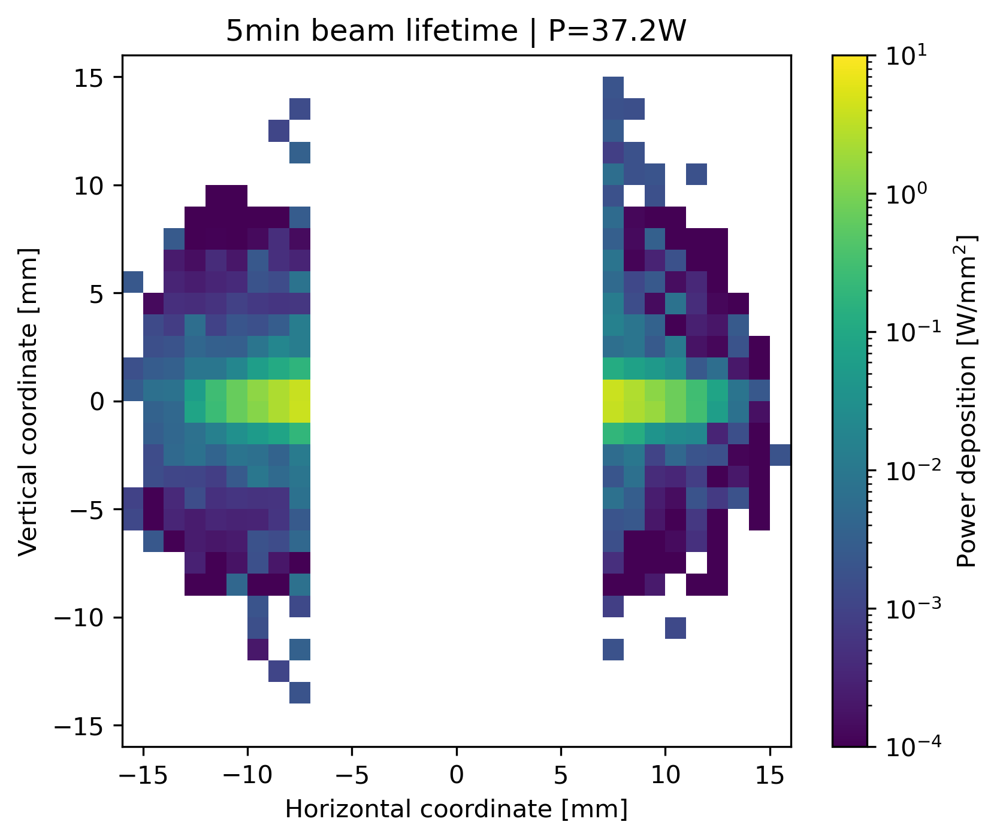 5min beam lifetime | P=37.2W
Vertical coordinate [mm]
15
10
5
0
−5
−10
−15
−15 −10 −5 0 5 10 15
Horizontal coordinate [mm]
10¹
10⁰
10⁻¹
10⁻²
10⁻³
10⁻⁴
Power deposition [W/mm²]